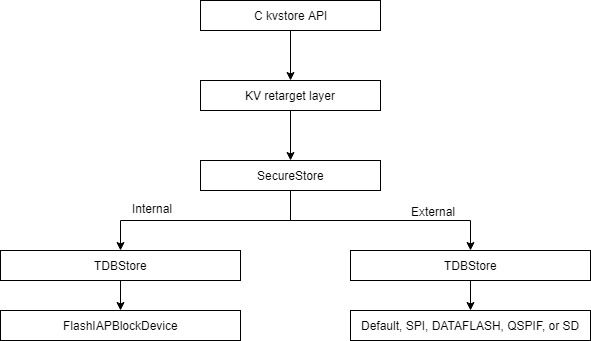 C kvstore API
KV retarget layer
SecureStore
Internal
External
TDBStore
TDBStore
FlashIAPBlockDevice
Default, SPI, DATAFLASH, QSPIF, or SD